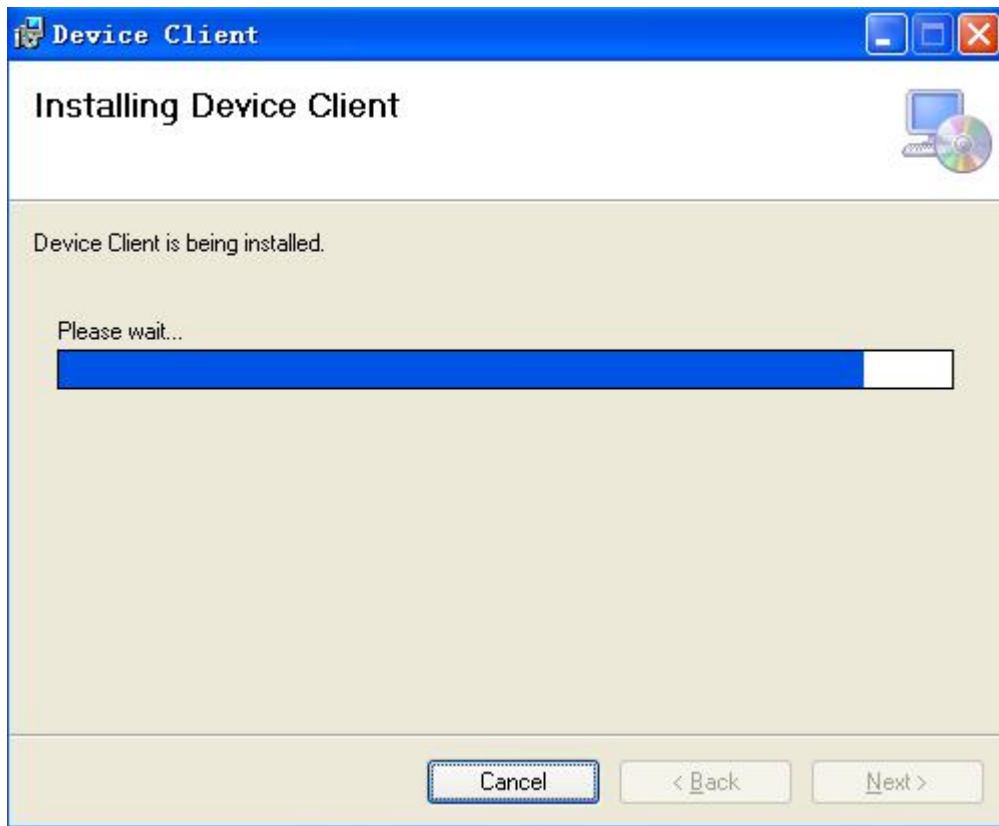 Device Client
Installing Device Client
Device Client is being installed.
Please wait...
Cancel
< Back
Next >